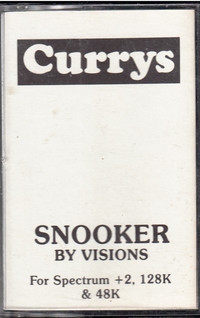 Currys
SNOOKER
BY VISIONS
For Spectrum +2, 128K
& 48K